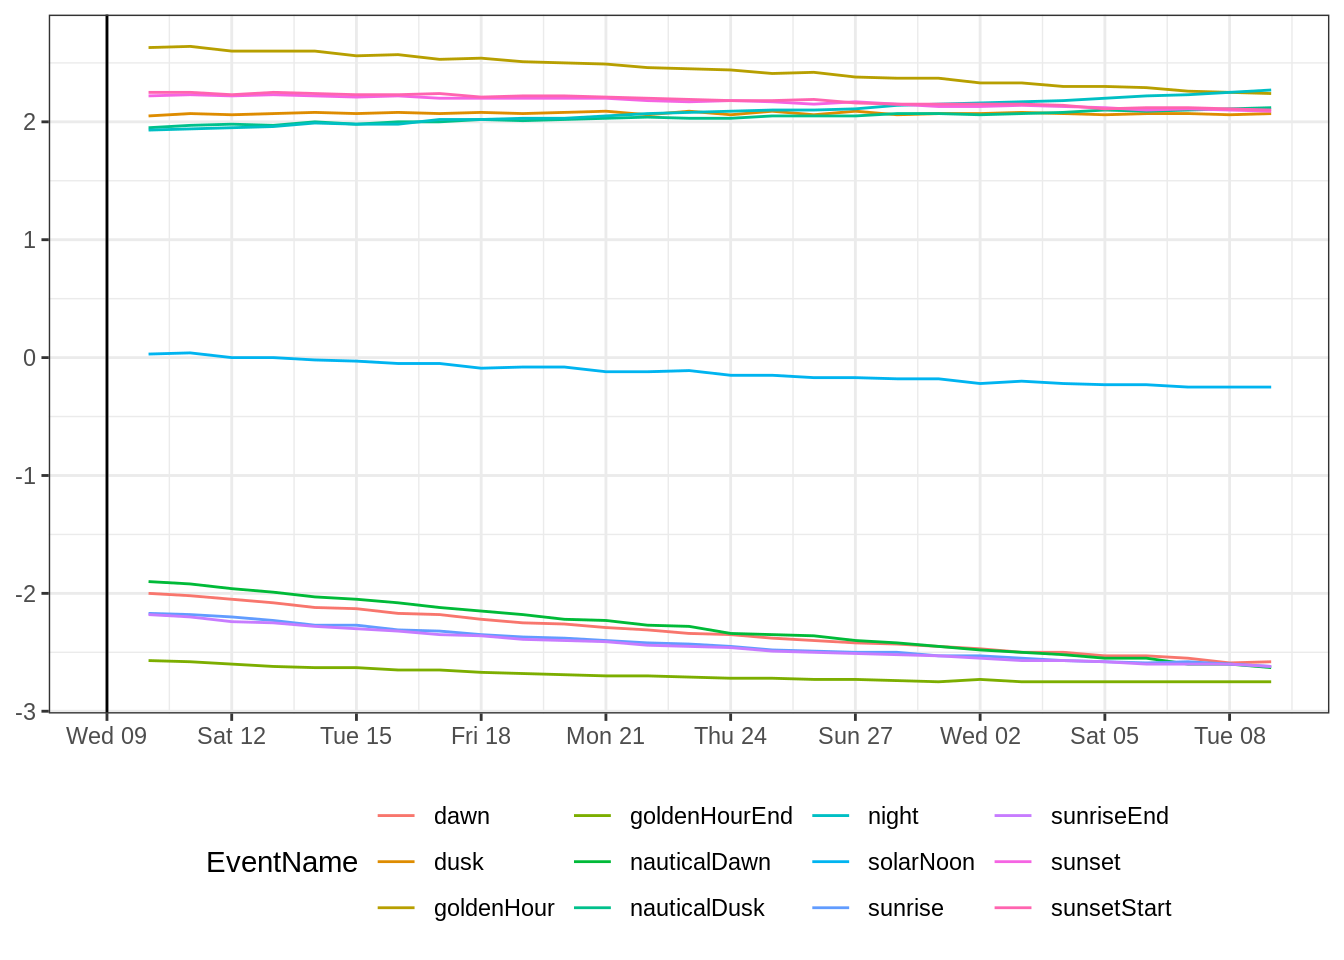 2
1
0
-1
-2
-3
Wed 09 Sat 12 Tue 15 Fri 18 Mon 21 Thu 24 Sun 27 Wed 02 Sat 05 Tue 08
dawn goldenHourEnd night sunriseEnd
EventName dusk nauticalDawn solarNoon sunset
goldenHour nauticalDusk sunrise sunsetStart